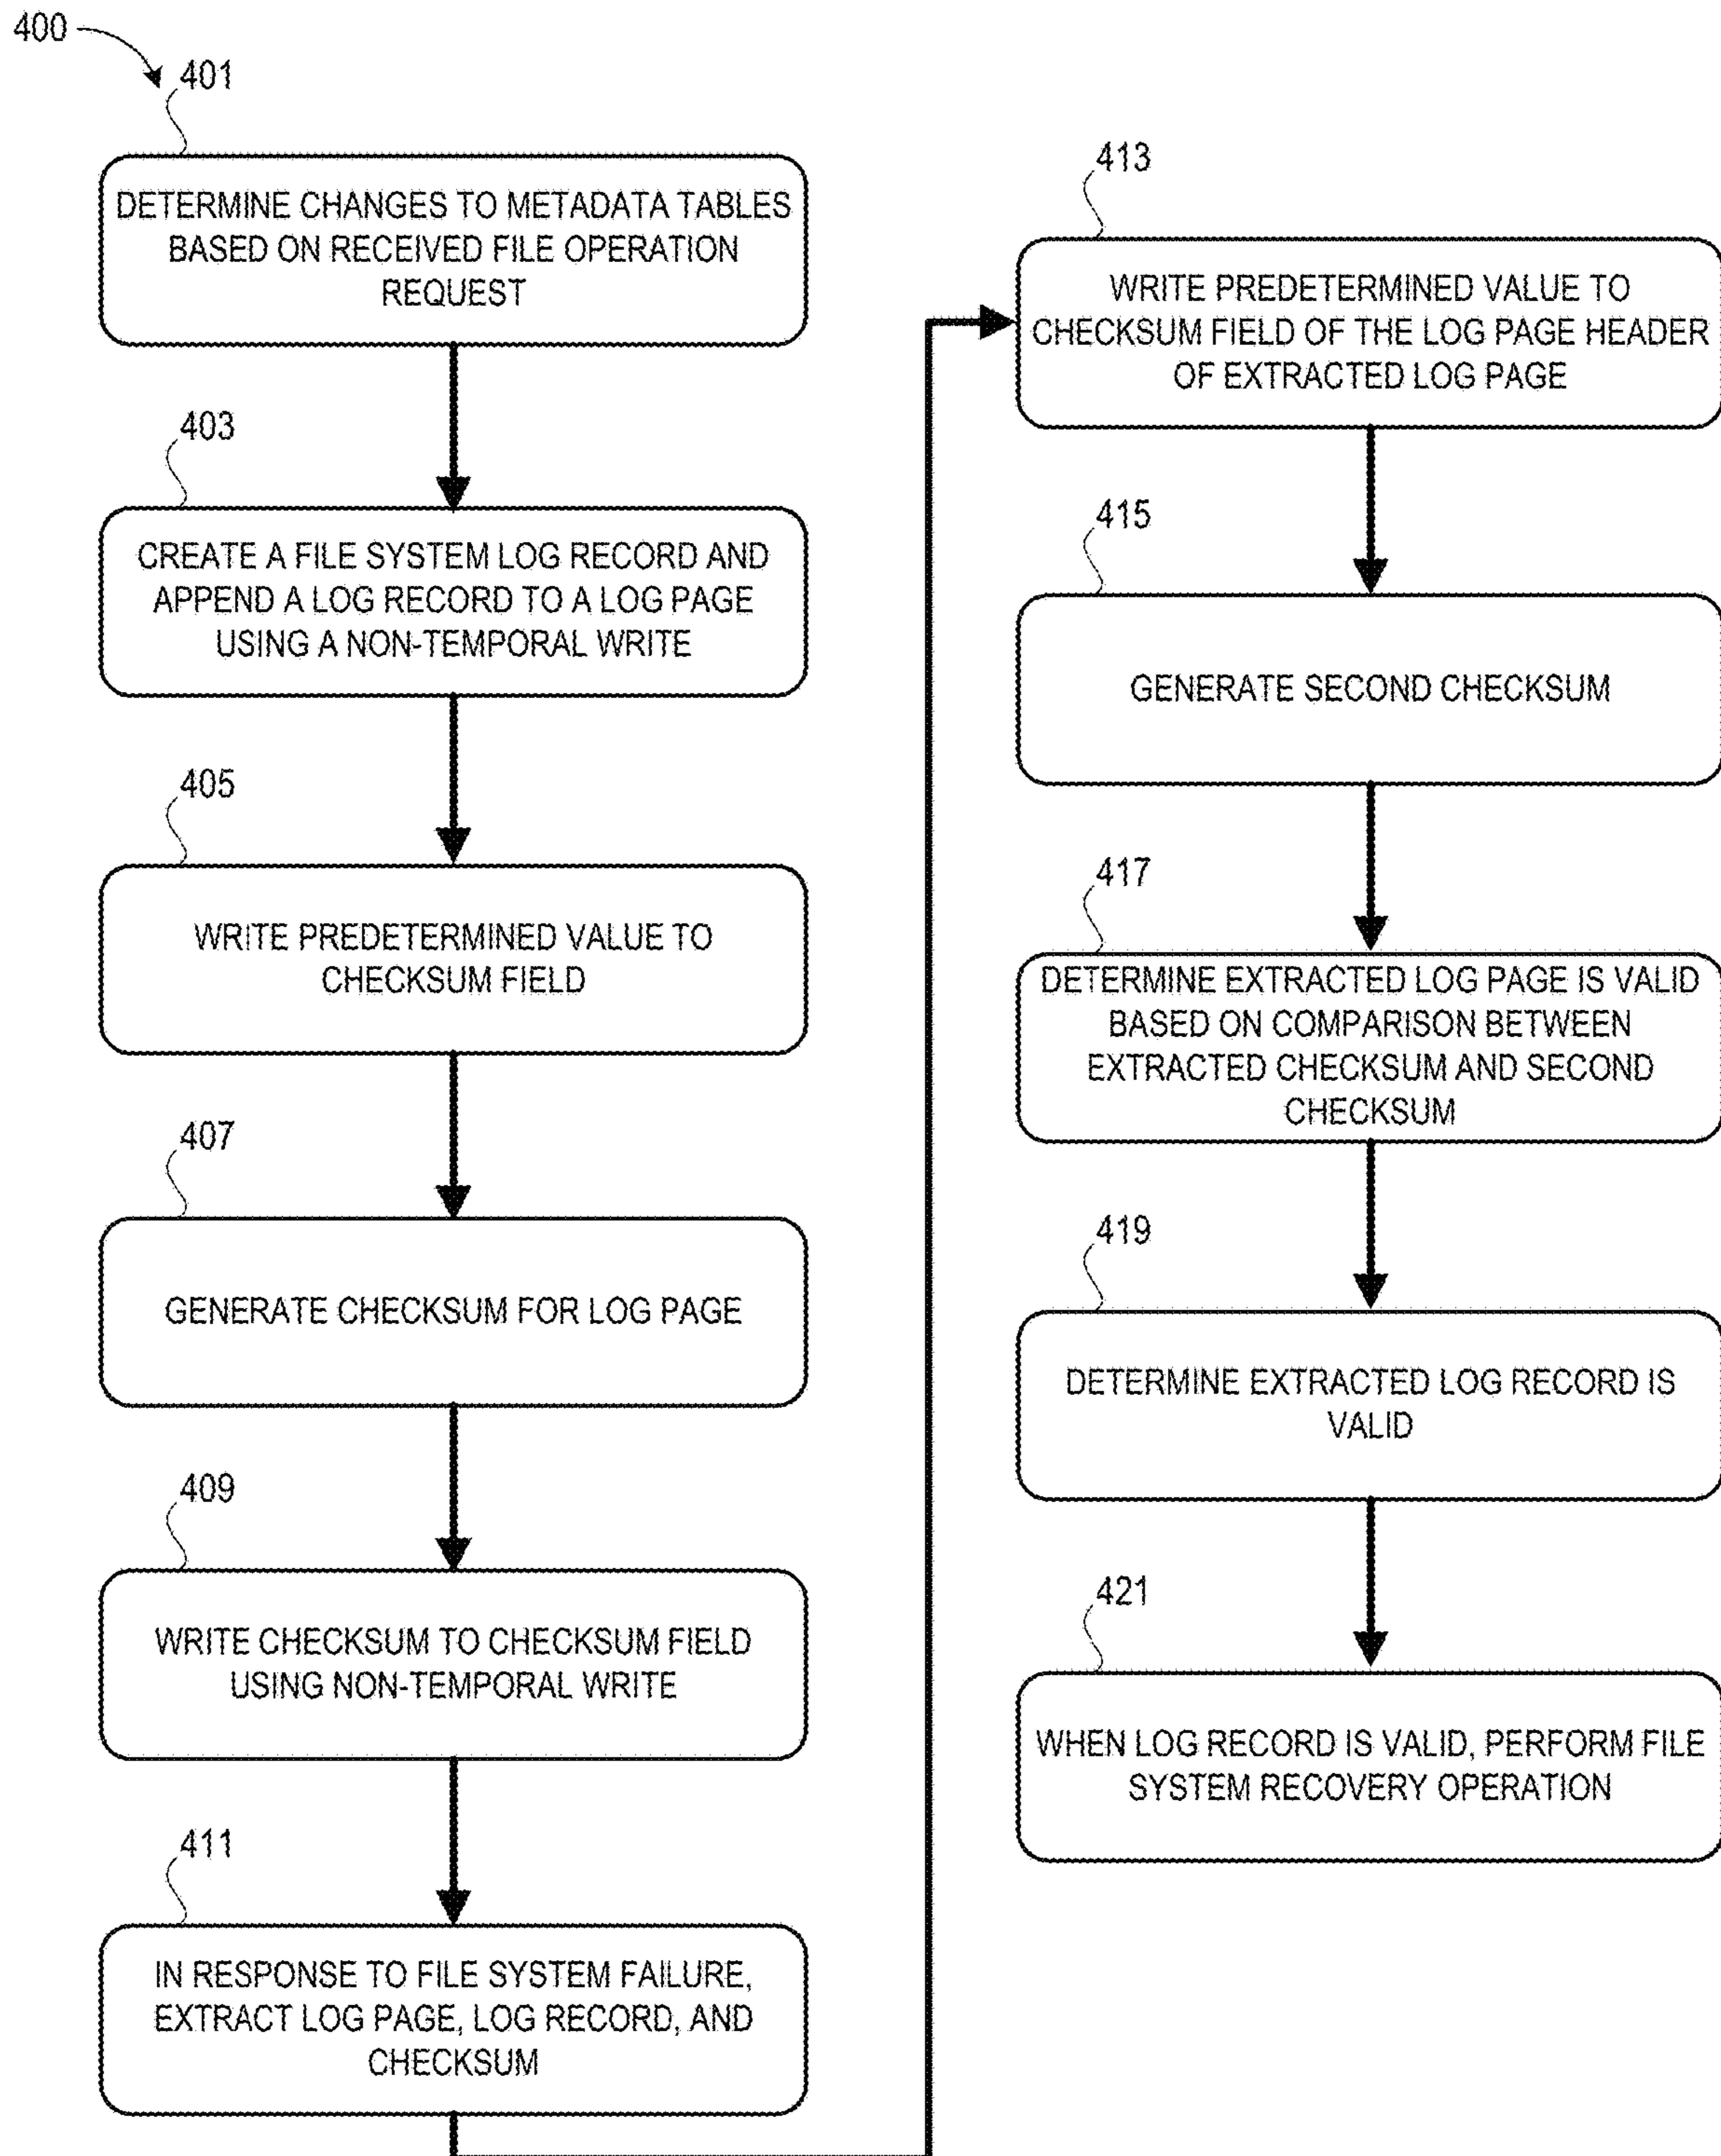 400
401
DETERMINE CHANGES TO METADATA TABLES
BASED ON RECEIVED FILE OPERATION
REQUEST
403
CREATE A FILE SYSTEM LOG RECORD AND
APPEND A LOG RECORD TO A LOG PAGE
USING A NON-TEMPORAL WRITE
405
WRITE PREDETERMINED VALUE TO
CHECKSUM FIELD
407
GENERATE CHECKSUM FOR LOG PAGE
409
WRITE CHECKSUM TO CHECKSUM FIELD
USING NON-TEMPORAL WRITE
411
IN RESPONSE TO FILE SYSTEM FAILURE,
EXTRACT LOG PAGE, LOG RECORD, AND
CHECKSUM
413
WRITE PREDETERMINED VALUE TO
CHECKSUM FIELD OF THE LOG PAGE HEADER
OF EXTRACTED LOG PAGE
415
GENERATE SECOND CHECKSUM
417
DETERMINE EXTRACTED LOG PAGE IS VALID
BASED ON COMPARISON BETWEEN
EXTRACTED CHECKSUM AND SECOND
CHECKSUM
419
DETERMINE EXTRACTED LOG RECORD IS
VALID
421
WHEN LOG RECORD IS VALID, PERFORM FILE
SYSTEM RECOVERY OPERATION